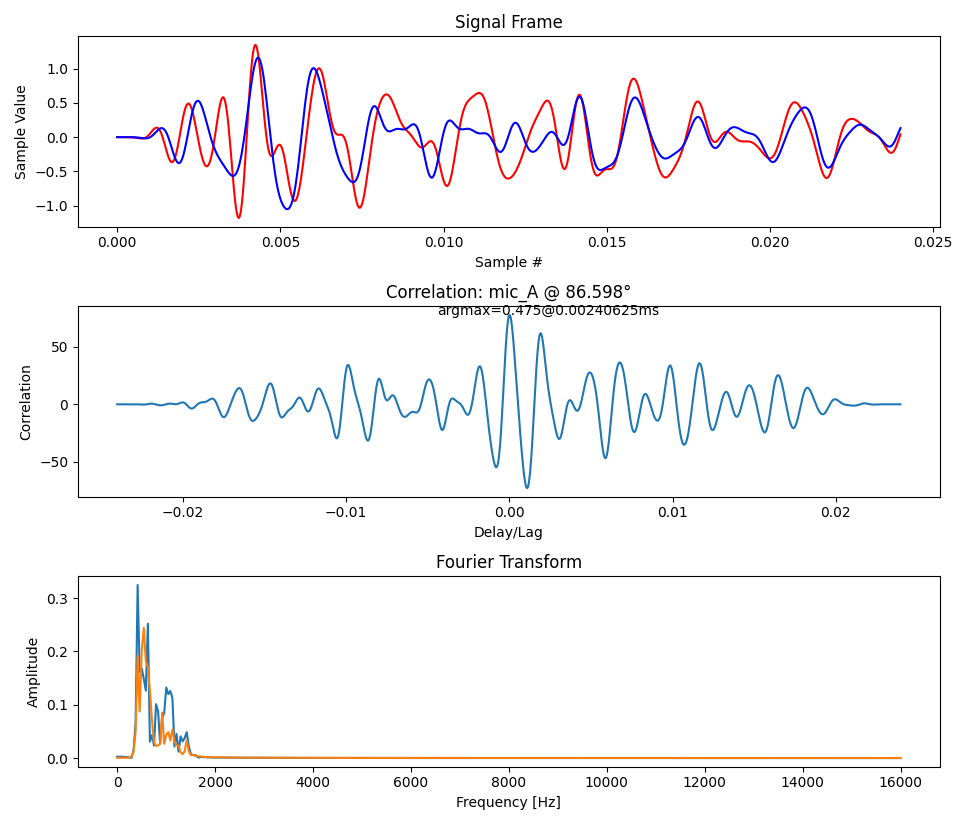 Signal Frame
1.0
0.5
0.0
−0.5
−1.0
Sample Value
0.000 0.005 0.010 0.015 0.020 0.025
Sample #
Correlation: mic_A @ 86.598°
argmax=0.475@0.00240625ms
50
0
−50
Correlation
−0.02 −0.01 0.00 0.01 0.02
Delay/Lag
Fourier Transform
0.3
0.2
0.1
0.0
Amplitude
0 2000 4000 6000 8000 10000 12000 14000 16000
Frequency [Hz]